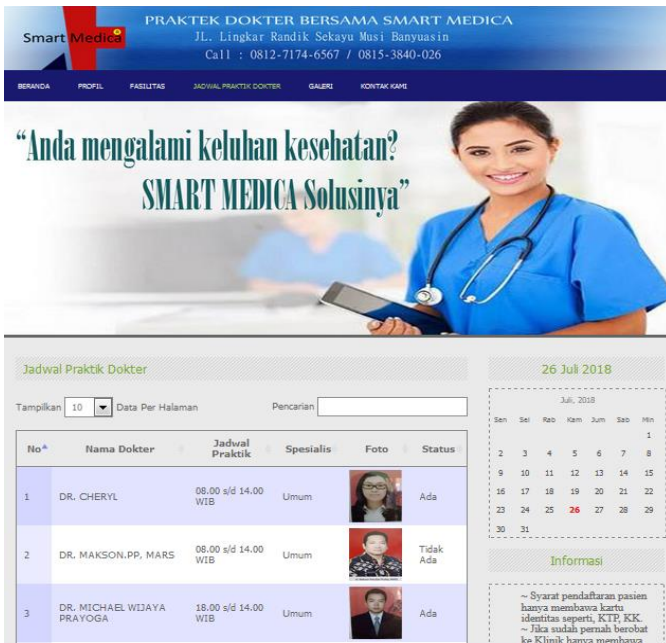 Smart Medica
PRAKTEK DOKTER BERSAMA SMART MEDICA
JL. Lingkar Randik Sekayu Musi Banyuasin
Call : 0812-7174-6567 / 0815-3840-026
BERANDA PROFIL FASILITAS JADWAL PRAKTIK DOKTER GALERI KONTAK KAMI
“Anda mengalami keluhan kesehatan?
SMART MEDICA Solusinya”
Jadwal Praktik Dokter
Tampilkan 10 Data Per Halaman Pencarian
No Nama Dokter Jadwal Praktik Spesialis Foto Status
1 DR. CHERYL 08.00 s/d 14.00 WIB Umum Ada
2 DR. MAKSON.PP, MARS 08.00 s/d 14.00 WIB Umum Tidak Ada
3 DR. MICHAEL WIJAYA PRAYOGA 18.00 s/d 14.00 WIB Umum Ada
26 Juli 2018
Juli, 2018
Sen Sel Rab Kam Jum Sab Min
1
2 3 4 5 6 7 8
9 10 11 12 13 14 15
16 17 18 19 20 21 22
23 24 25 26 27 28 29
30 31
Informasi
~ Syarat pendaftaran pasien
hanya membawa kartu
identitas seperti, KTP, KK.
~ Jika sudah pernah berobat
ke Klinik hanya membawa